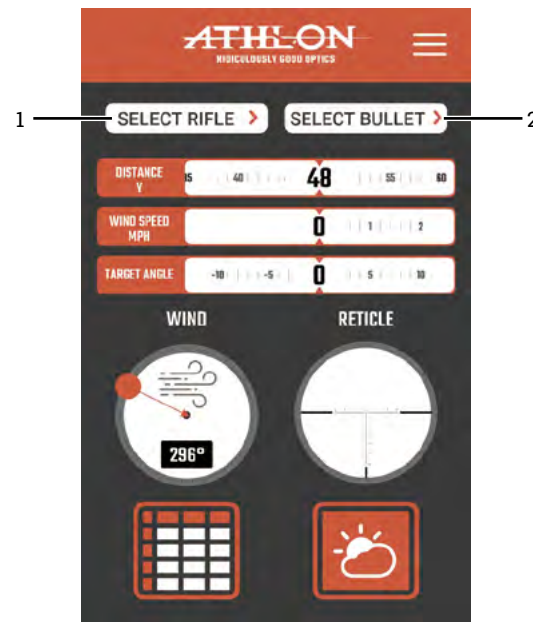 ATHLON
RIDICULOUSLY GOOD OPTICS
1 SELECT RIFLE > SELECT BULLET > 2
DISTANCE
Y
35 40 48 55 60
WIND SPEED
MPH
0 1 2
TARGET ANGLE -10 -5 0 5 10
WIND RETICLE
296°